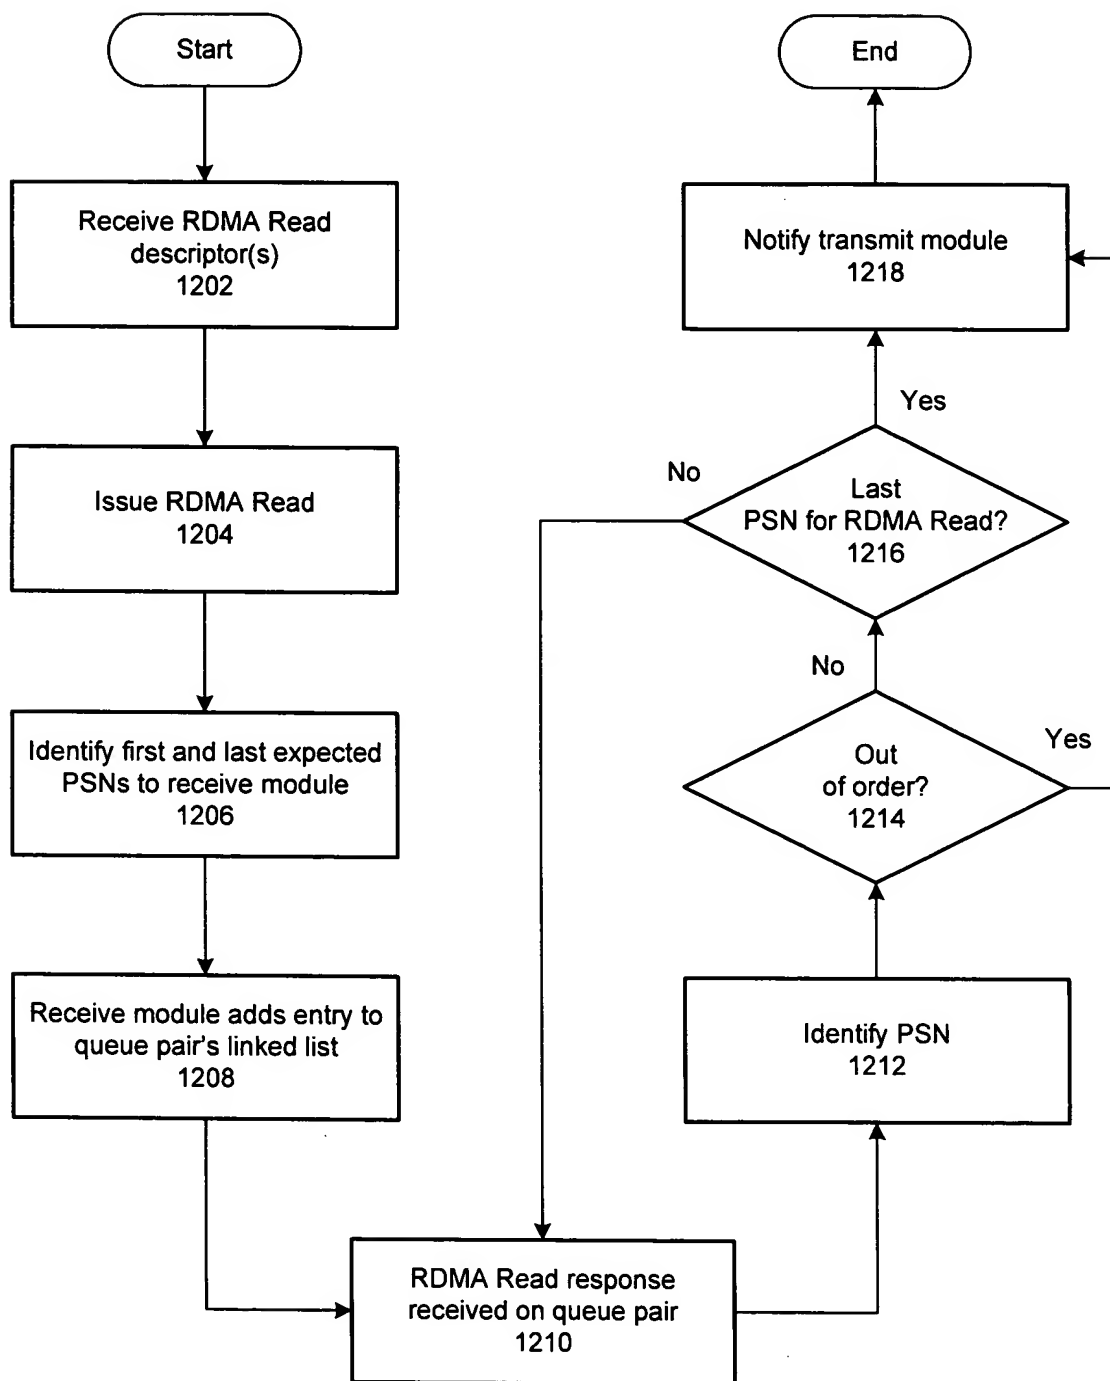 Start
Receive RDMA Read
descriptor(s)
1202
Issue RDMA Read
1204
Identify first and last expected
PSNs to receive module
1206
Receive module adds entry to
queue pair's linked list
1208
RDMA Read response
received on queue pair
1210
Identify PSN
1212
Out
of order?
1214
Yes
No
Last
PSN for RDMA Read?
1216
No
Yes
Notify transmit module
1218
End